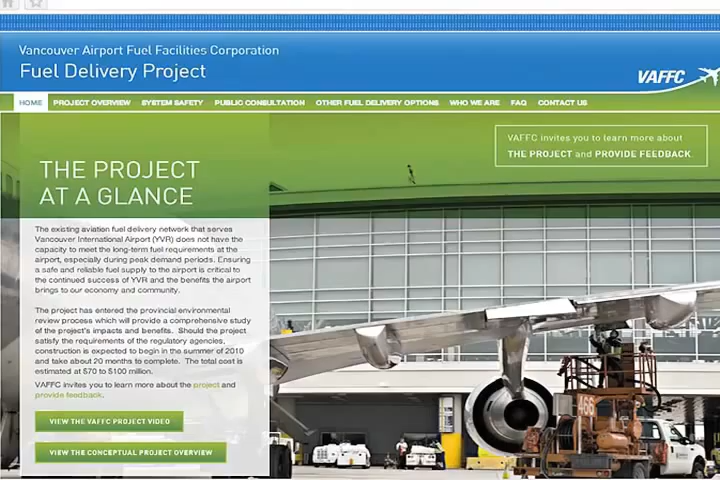 Vancouver Airport Fuel Facilities Corporation
Fuel Delivery Project
VAFFC
HOME PROJECT OVERVIEW SYSTEM SAFETY PUBLIC CONSULTATION OTHER FUEL DELIVERY OPTIONS WHO WE ARE FAQ CONTACT US
VAFFC invites you to learn more about
THE PROJECT and PROVIDE FEEDBACK.
THE PROJECT
AT A GLANCE
The existing aviation fuel delivery network that serves
Vancouver International Airport (YVR) does not have the
capacity to meet the long-term fuel requirements at the
airport, especially during peak demand periods. Ensuring
a safe and reliable fuel supply to the airport is critical to
the continued success of YVR and the benefits the airport
brings to our economy and community.
The project has entered the provincial environmental
review process which will provide a comprehensive study
of the project's impacts and benefits. Should the project
satisfy the requirements of the regulatory agencies,
construction is expected to begin in the summer of 2010
and take about 20 months to complete. The total cost is
estimated at $70 to $100 million.
VAFFC invites you to learn more about the project and
provide feedback.
VIEW THE VAFFC PROJECT VIDEO
VIEW THE CONCEPTUAL PROJECT OVERVIEW
466